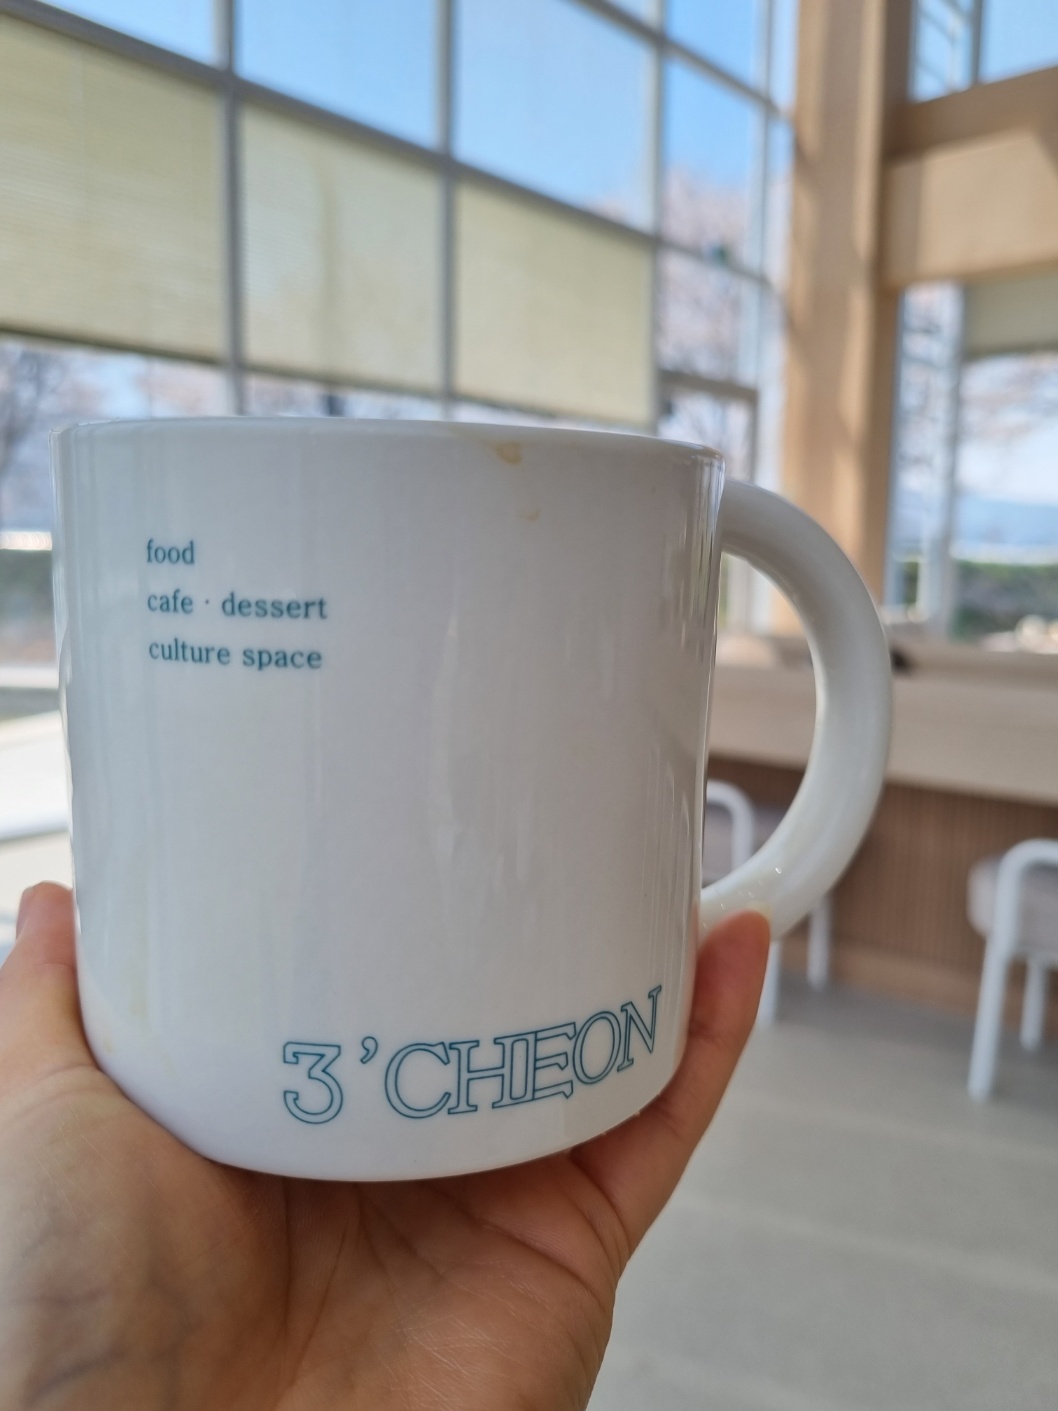 food
cafe · dessert
culture space
3'CHEON